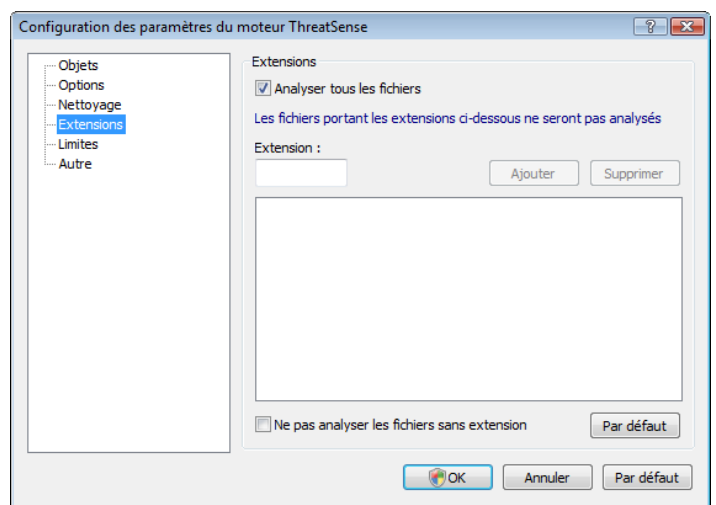 Configuration des paramètres du moteur ThreatSense
Objets
Options
Nettoyage
Extensions
Limites
Autre
Extensions
Analyser tous les fichiers
Les fichiers portant les extensions ci-dessous ne seront pas analysés
Extension :
Ajouter
Supprimer
Ne pas analyser les fichiers sans extension
Par défaut
OK
Annuler
Par défaut